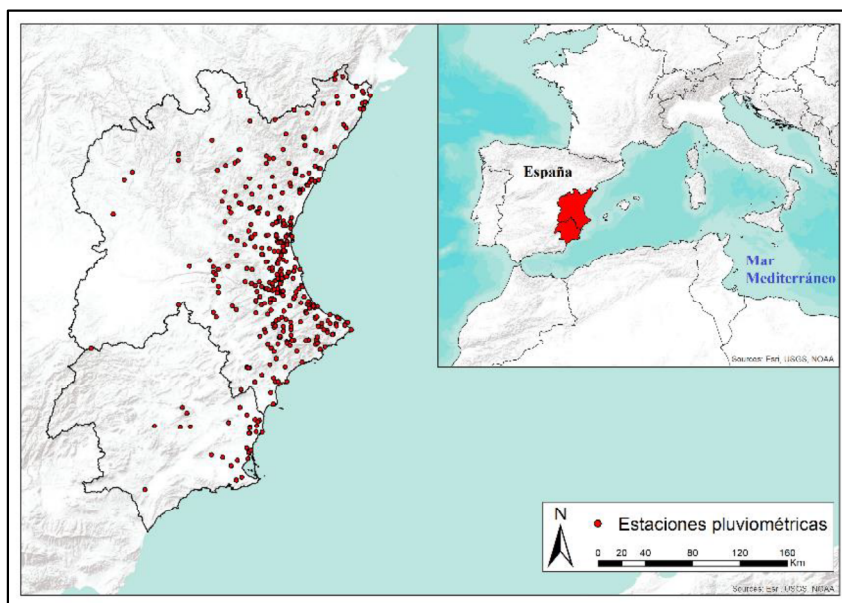 España
Mar
Mediterráneo
Sources: Esri, USGS, NOAA
N
Estaciones pluviométricas
0 20 40 80 120 160
Km
Sources: Esri, USGS, NOAA